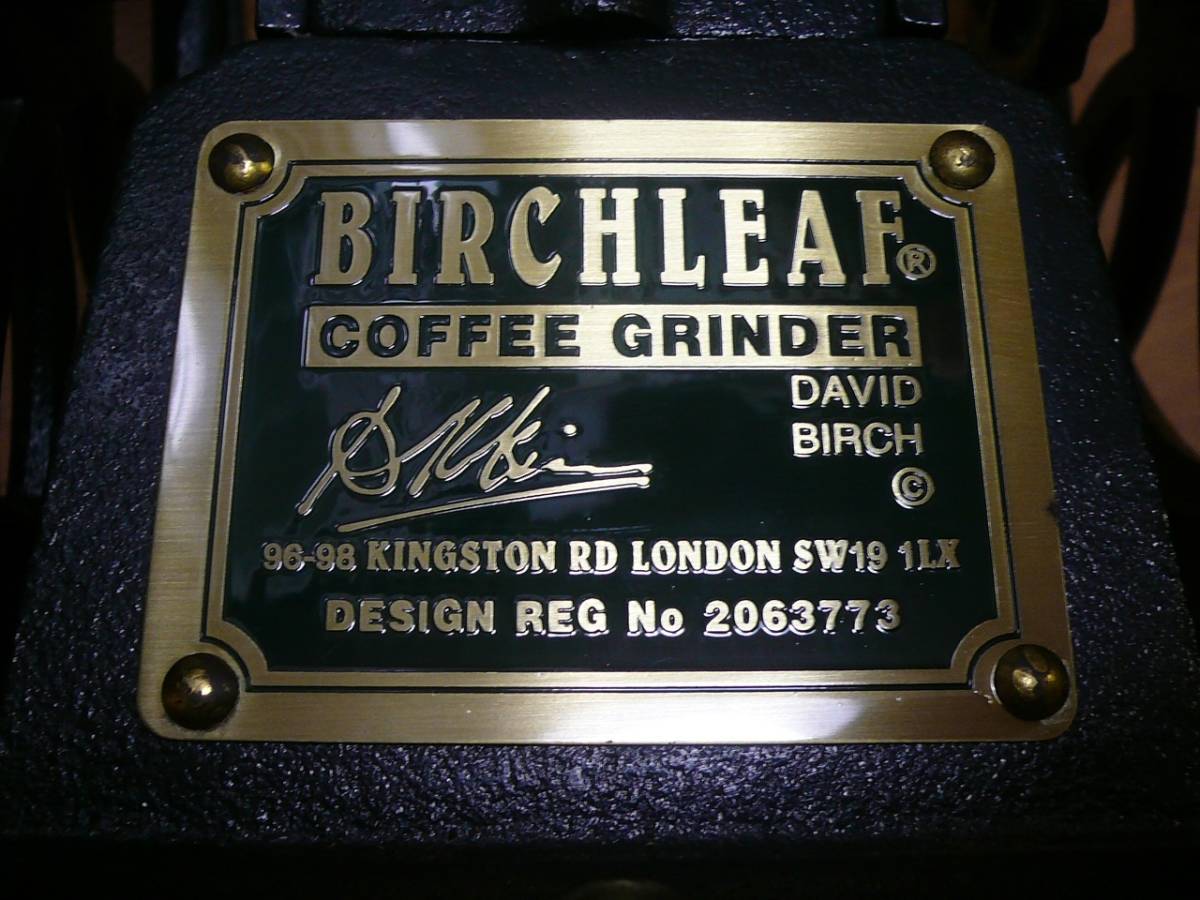 BIRCHLEAF®
COFFEE GRINDER
DAVID
BIRCH
©
96-98 KINGSTON RD LONDON SW19 1LX
DESIGN REG No 2063773